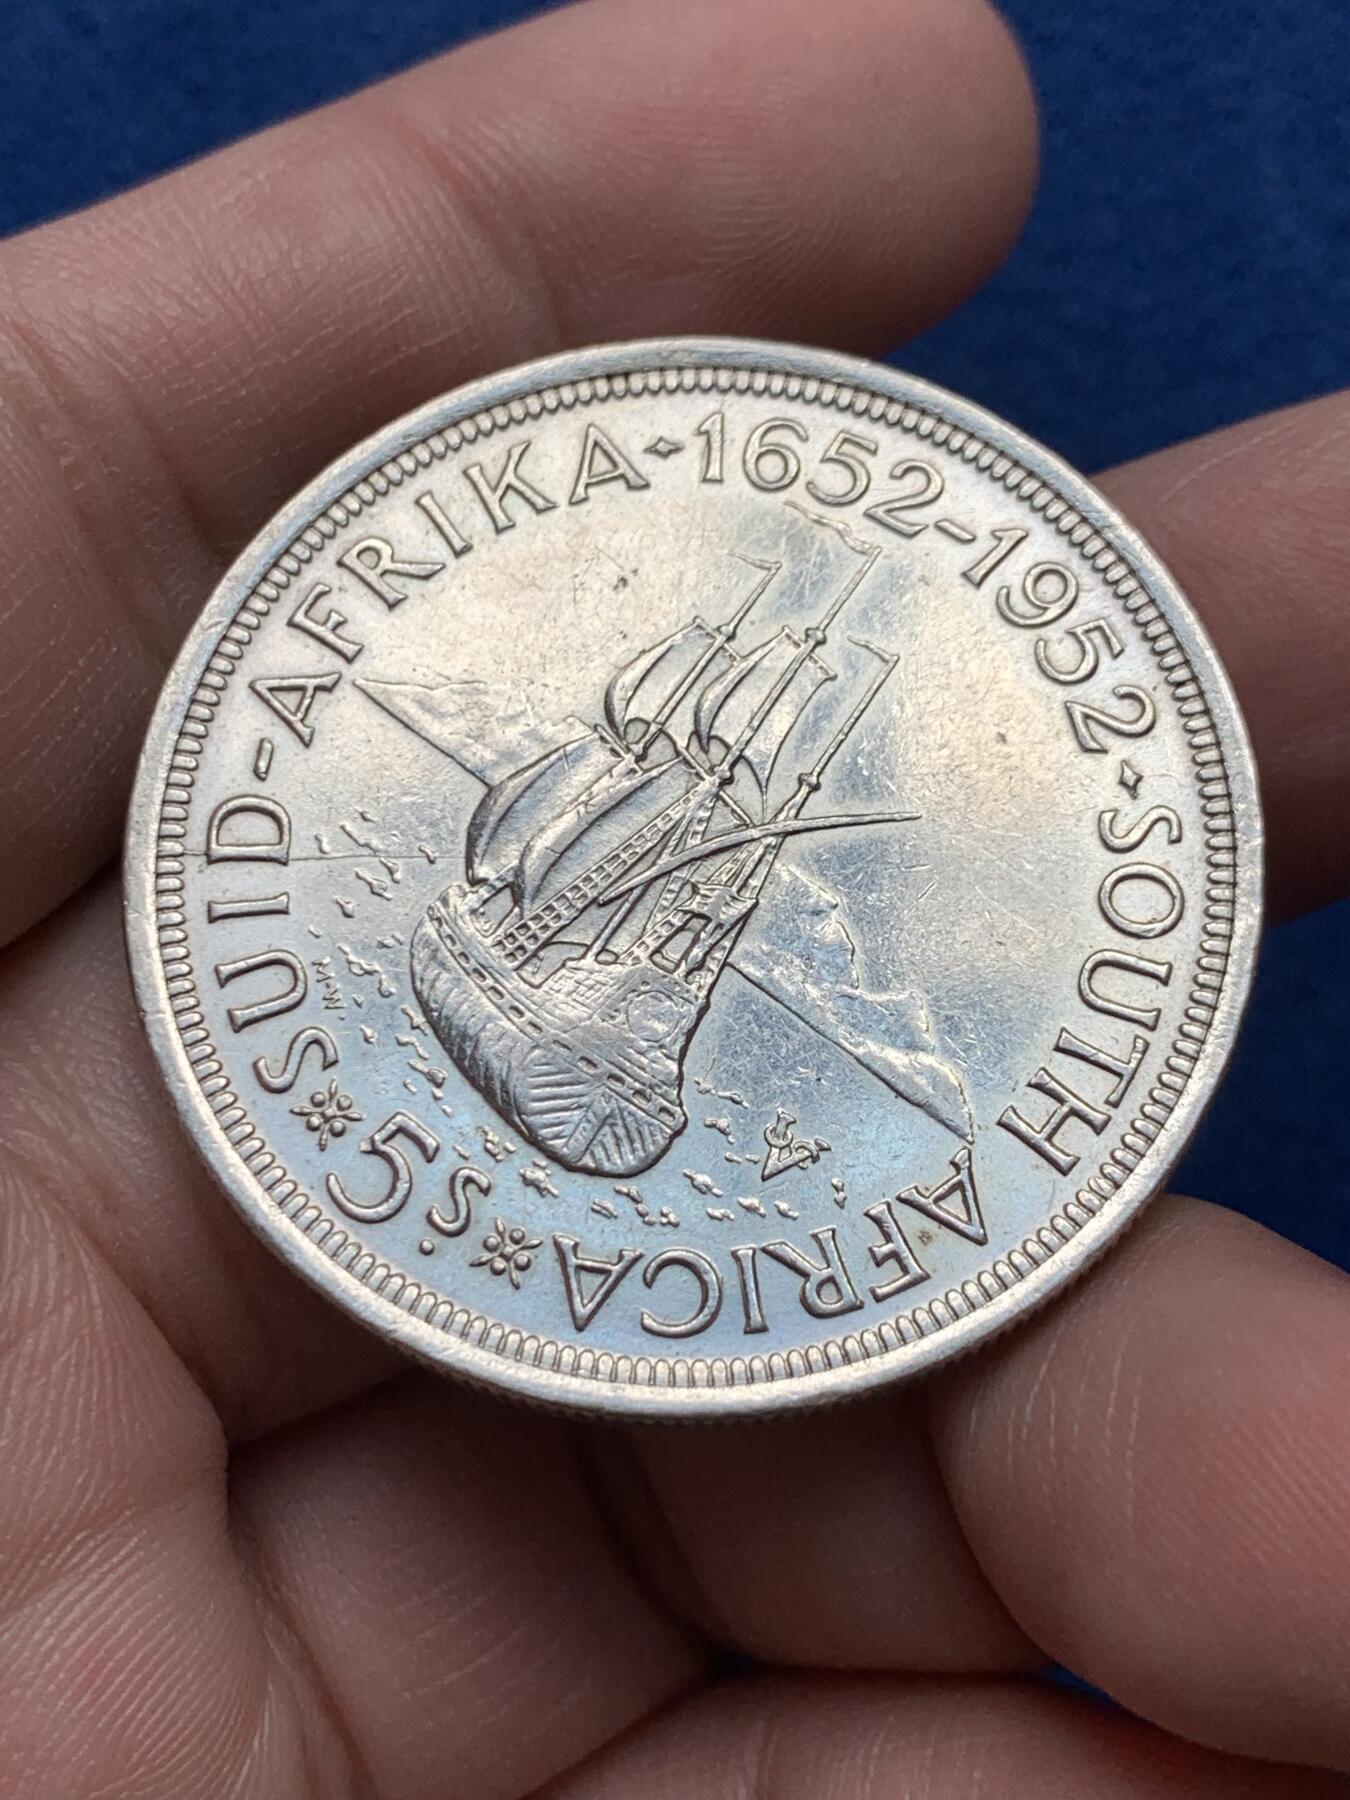 SUID-AFRIKA · 1652-1952 · SOUTH AFRICA
5S.
M·W.